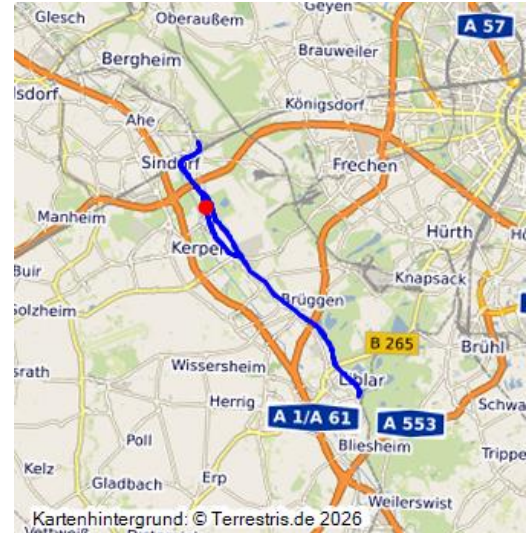 Glesch
Oberaußem
Geyen
A 57
Brauweiler
Bergheim
lsdorf
Königsdorf
Ahe
Sindorf
Frechen
Manheim
Hürth
Kerpen
Buir
Knapsack
Golzheim
Brüggen
B 265
Brühl
srath
Wissersheim
Liblar
Herrig
A 1/A 61
A 553
Schwa
Poll
Bliesheim
Trippe
Kelz
Gladbach
Erp
Weilerswist
Kartenhintergrund: © Terrestris.de 2026
Vettweiß